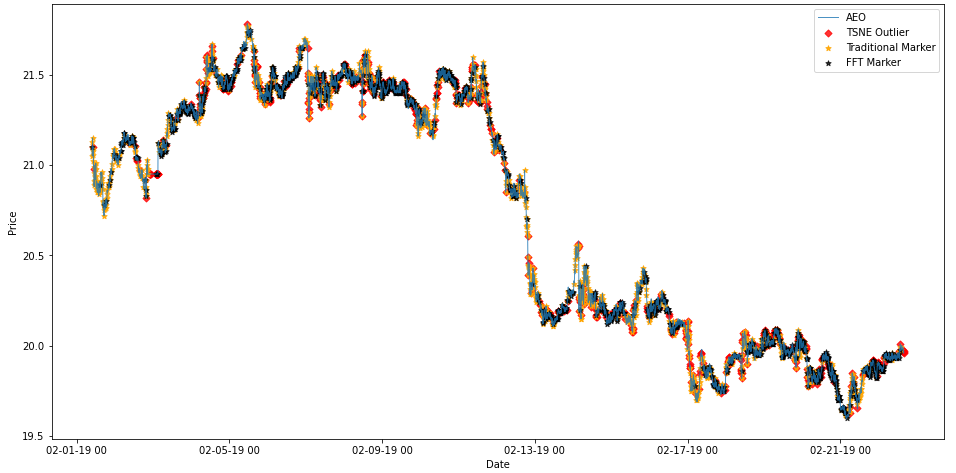 AEO
TSNE Outlier
Traditional Marker
FFT Marker
21.5
21.0
20.5
20.0
19.5
Price
02-01-19 00
02-05-19 00
02-09-19 00
02-13-19 00
02-17-19 00
02-21-19 00
Date